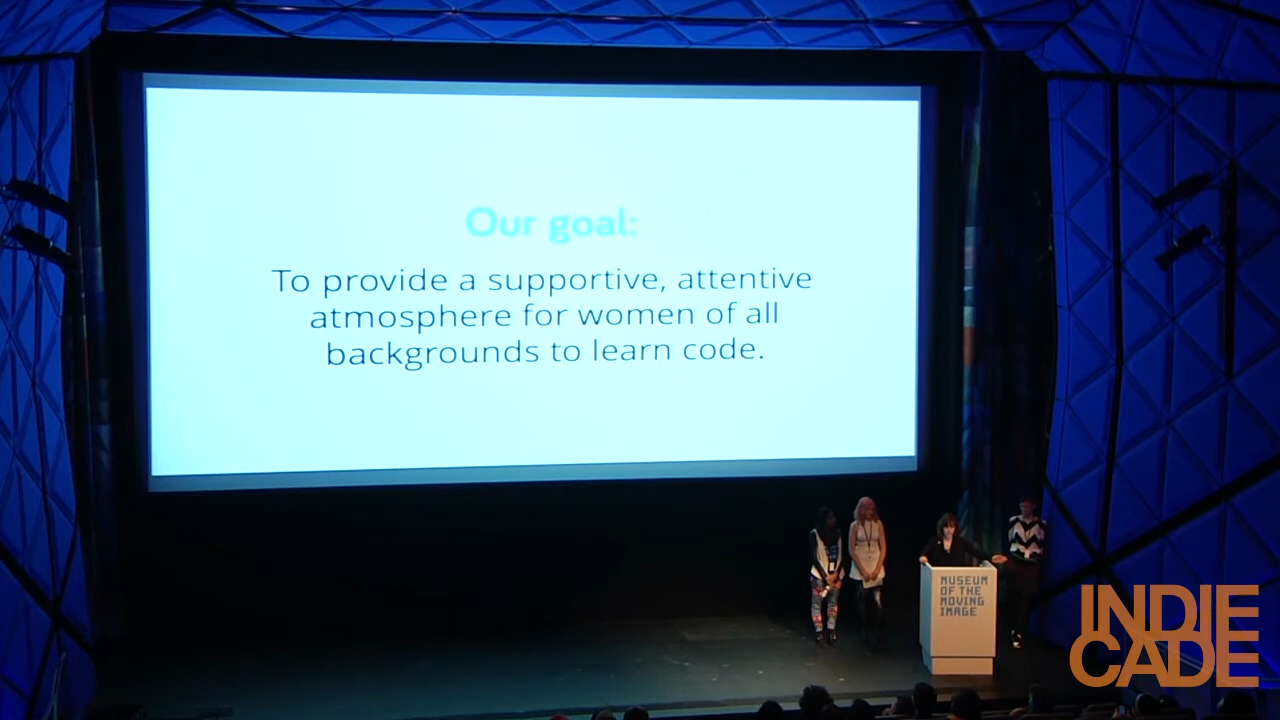 Our goal:
To provide a supportive, attentive
atmosphere for women of all
backgrounds to learn code.
MUSEUM
OF THE
MOVING
IMAGE
INDIE
CADE